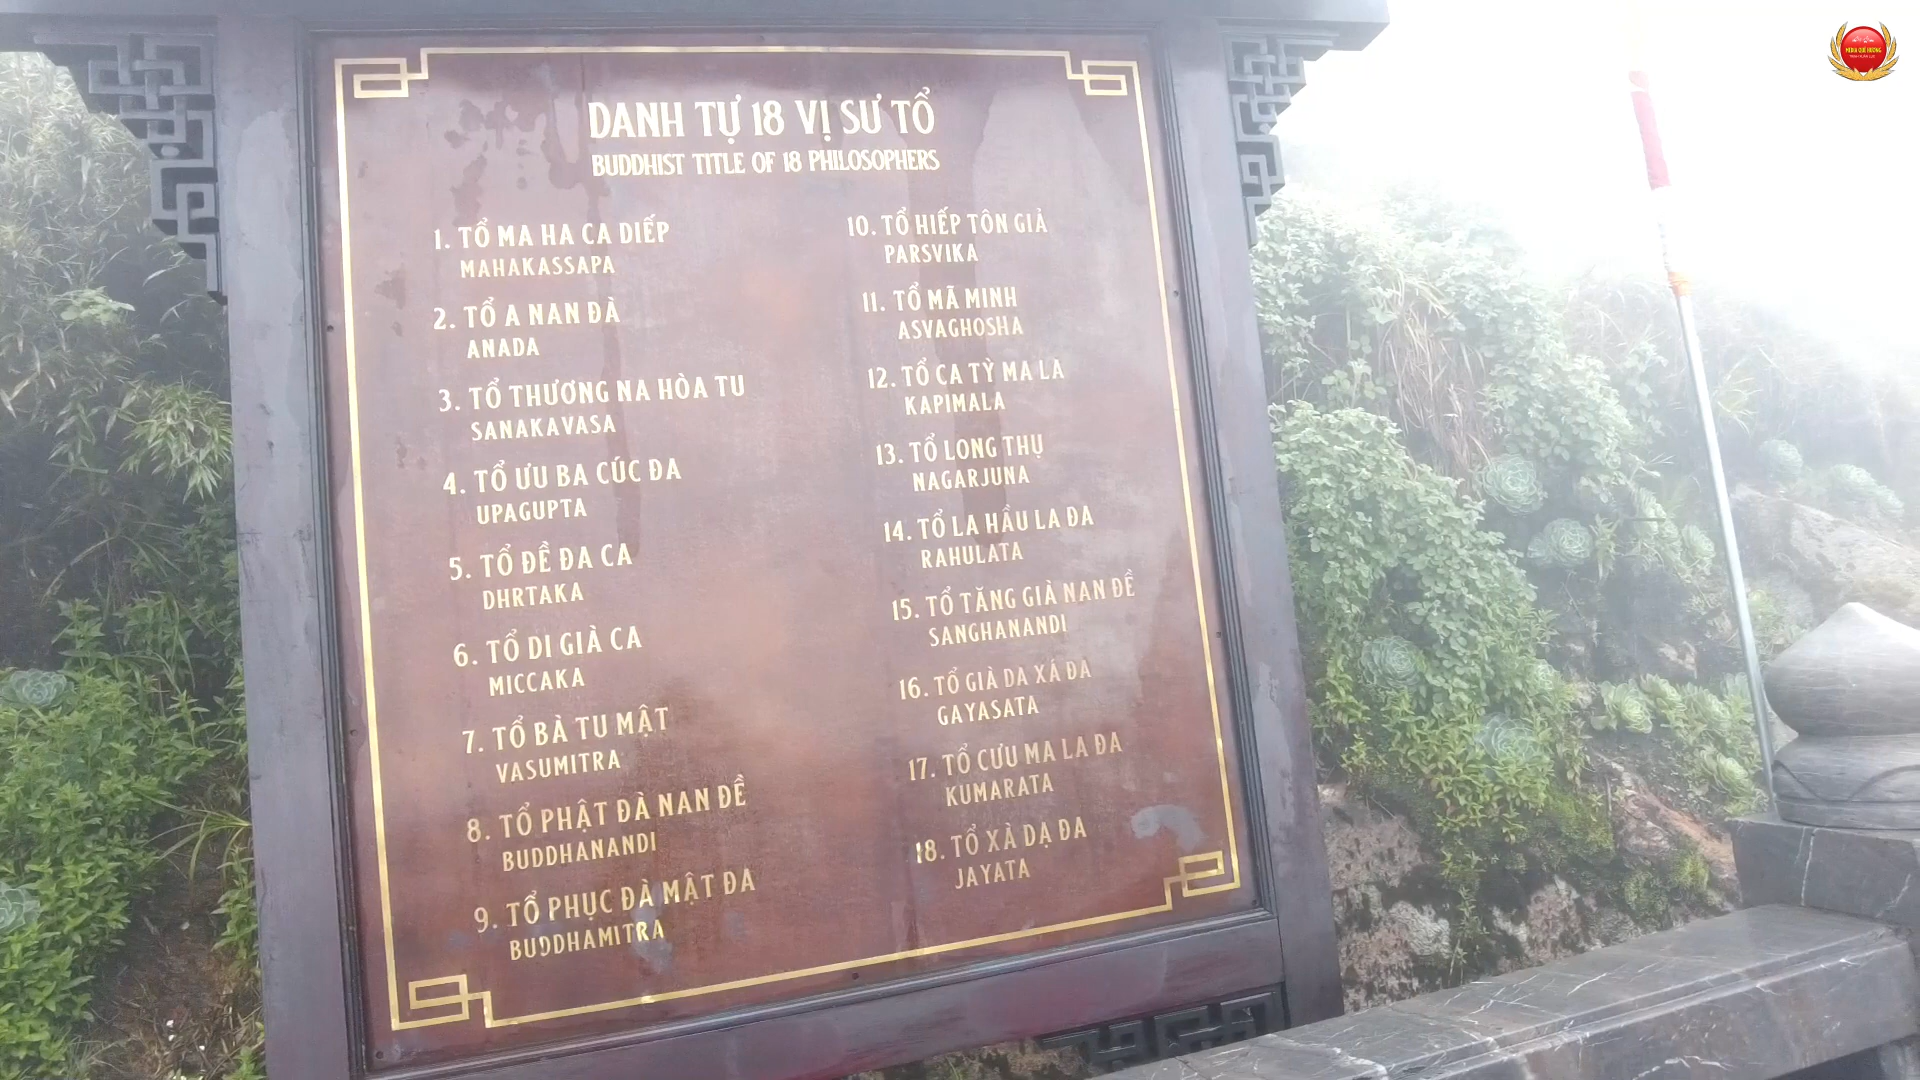 DANH TỰ 18 VỊ SƯ TỔ
BUDDHIST TITLE OF 18 PHILOSOPHERS
1. TỔ MA HA CA DIẾP
MAHAKASSAPA
2. TỔ A NAN ĐÀ
ANADA
3. TỔ THƯƠNG NA HÒA TU
SANAKAVASA
4. TỔ ƯU BA CÚC ĐA
UPAGUPTA
5. TỔ ĐỀ ĐA CA
DHRTAKA
6. TỔ DI GIÀ CA
MICCAKA
7. TỔ BÀ TU MẬT
VASUMITRA
8. TỔ PHẬT ĐÀ NAN ĐỀ
BUDDHANANDI
9. TỔ PHỤC ĐÀ MẬT ĐA
BUDDHAMITRA
10. TỔ HIẾP TÔN GIẢ
PARSVIKA
11. TỔ MÃ MINH
ASVAGHOSHA
12. TỔ CA TỲ MA LA
KAPIMALA
13. TỔ LONG THỤ
NAGARJUNA
14. TỔ LA HẦU LA ĐA
RAHULATA
15. TỔ TĂNG GIÀ NAN ĐỀ
SANGHANANDI
16. TỔ GIÀ DA XÁ ĐA
GAYASATA
17. TỔ CƯU MA LA ĐA
KUMARATA
18. TỔ XÀ DẠ ĐA
JAYATA
MEDIA QUÊ HƯƠNG